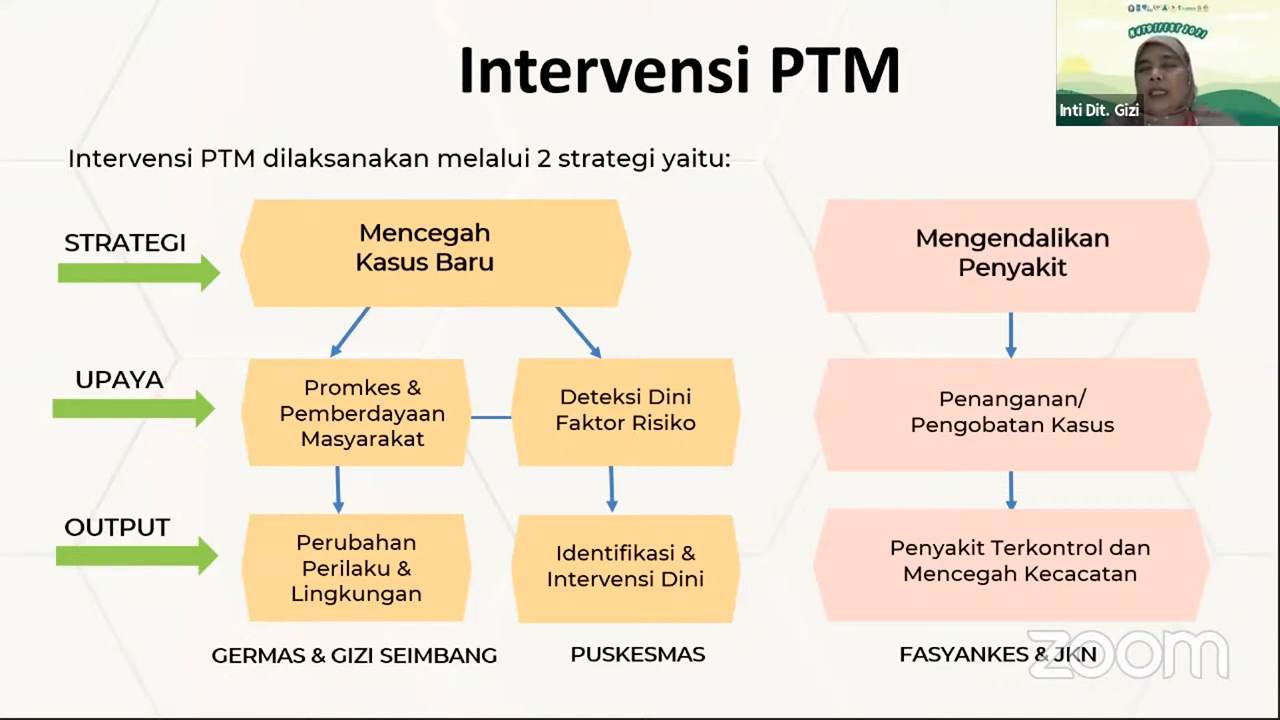 Intervensi PTM
NUTRIFEST 2021
Inti Dit. Gizi
Intervensi PTM dilaksanakan melalui 2 strategi yaitu:
STRATEGI
Mencegah
Kasus Baru
Mengendalikan
Penyakit
UPAYA
Promkes &
Pemberdayaan
Masyarakat
Deteksi Dini
Faktor Risiko
Penanganan/
Pengobatan Kasus
OUTPUT
Perubahan
Perilaku &
Lingkungan
Identifikasi &
Intervensi Dini
Penyakit Terkontrol dan
Mencegah Kecacatan
GERMAS & GIZI SEIMBANG
PUSKESMAS
FASYANKES & JKN
zoom